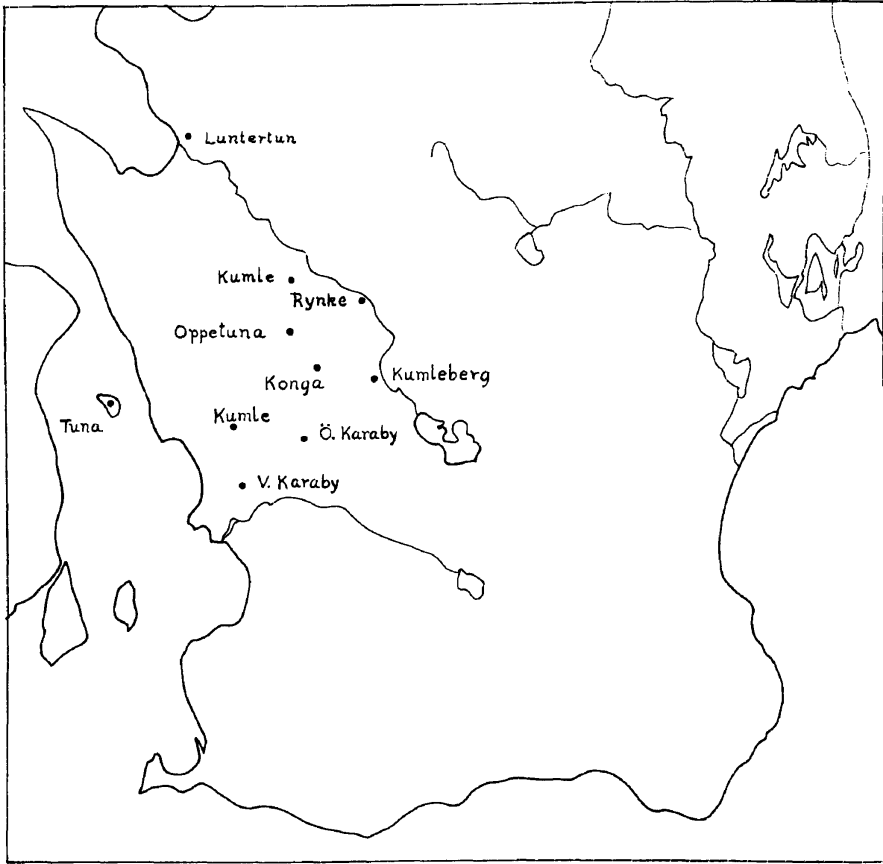 Luntertun
Kumle
Rynke
Oppetuna
Konga
Kumleberg
Tuna
Kumle
Ö. Karaby
V. Karaby